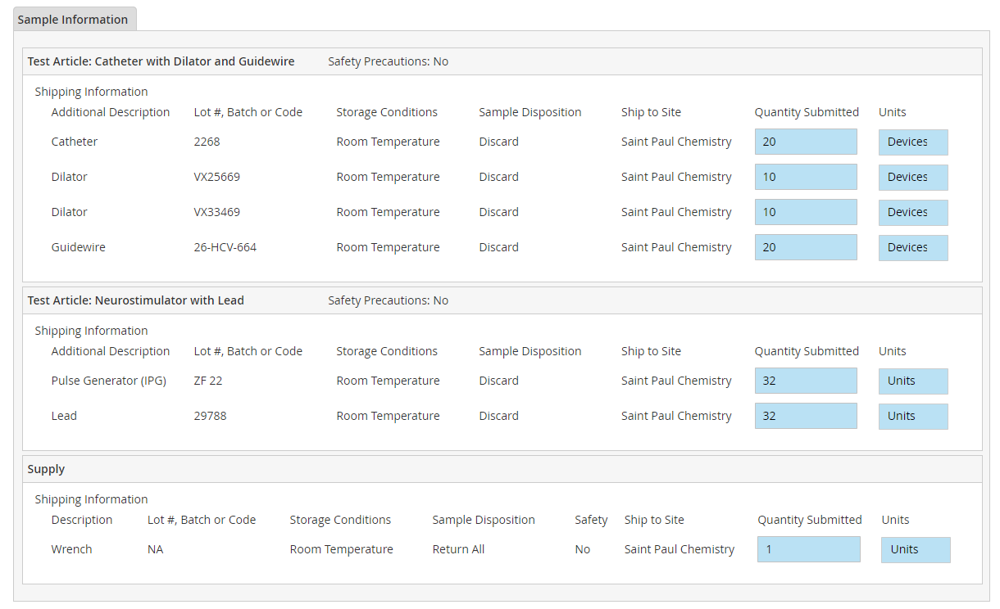 Sample Information
Test Article: Catheter with Dilator and Guidewire Safety Precautions: No
Shipping Information
Additional Description Lot #, Batch or Code Storage Conditions Sample Disposition Ship to Site Quantity Submitted Units
Catheter 2268 Room Temperature Discard Saint Paul Chemistry 20 Devices
Dilator VX25669 Room Temperature Discard Saint Paul Chemistry 10 Devices
Dilator VX33469 Room Temperature Discard Saint Paul Chemistry 10 Devices
Guidewire 26-HCV-664 Room Temperature Discard Saint Paul Chemistry 20 Devices
Test Article: Neurostimulator with Lead Safety Precautions: No
Shipping Information
Additional Description Lot #, Batch or Code Storage Conditions Sample Disposition Ship to Site Quantity Submitted Units
Pulse Generator (IPG) ZF 22 Room Temperature Discard Saint Paul Chemistry 32 Units
Lead 29788 Room Temperature Discard Saint Paul Chemistry 32 Units
Supply
Shipping Information
Description Lot #, Batch or Code Storage Conditions Sample Disposition Safety Ship to Site Quantity Submitted Units
Wrench NA Room Temperature Return All No Saint Paul Chemistry 1 Units